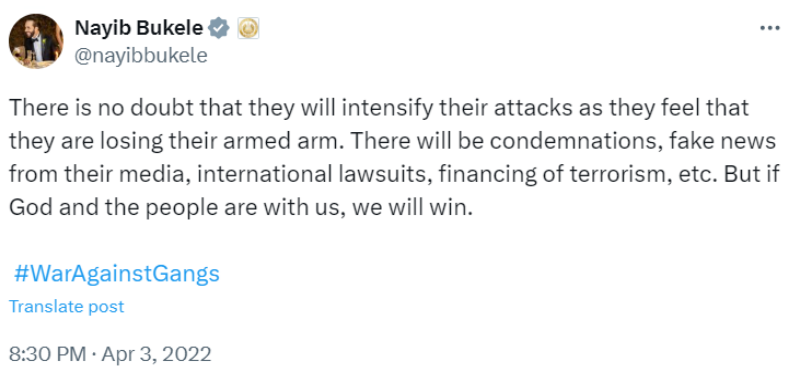 Nayib Bukele
@nayibbukele
There is no doubt that they will intensify their attacks as they feel that
they are losing their armed arm. There will be condemnations, fake news
from their media, international lawsuits, financing of terrorism, etc. But if
God and the people are with us, we will win.
#WarAgainstGangs
Translate post
8:30 PM · Apr 3, 2022